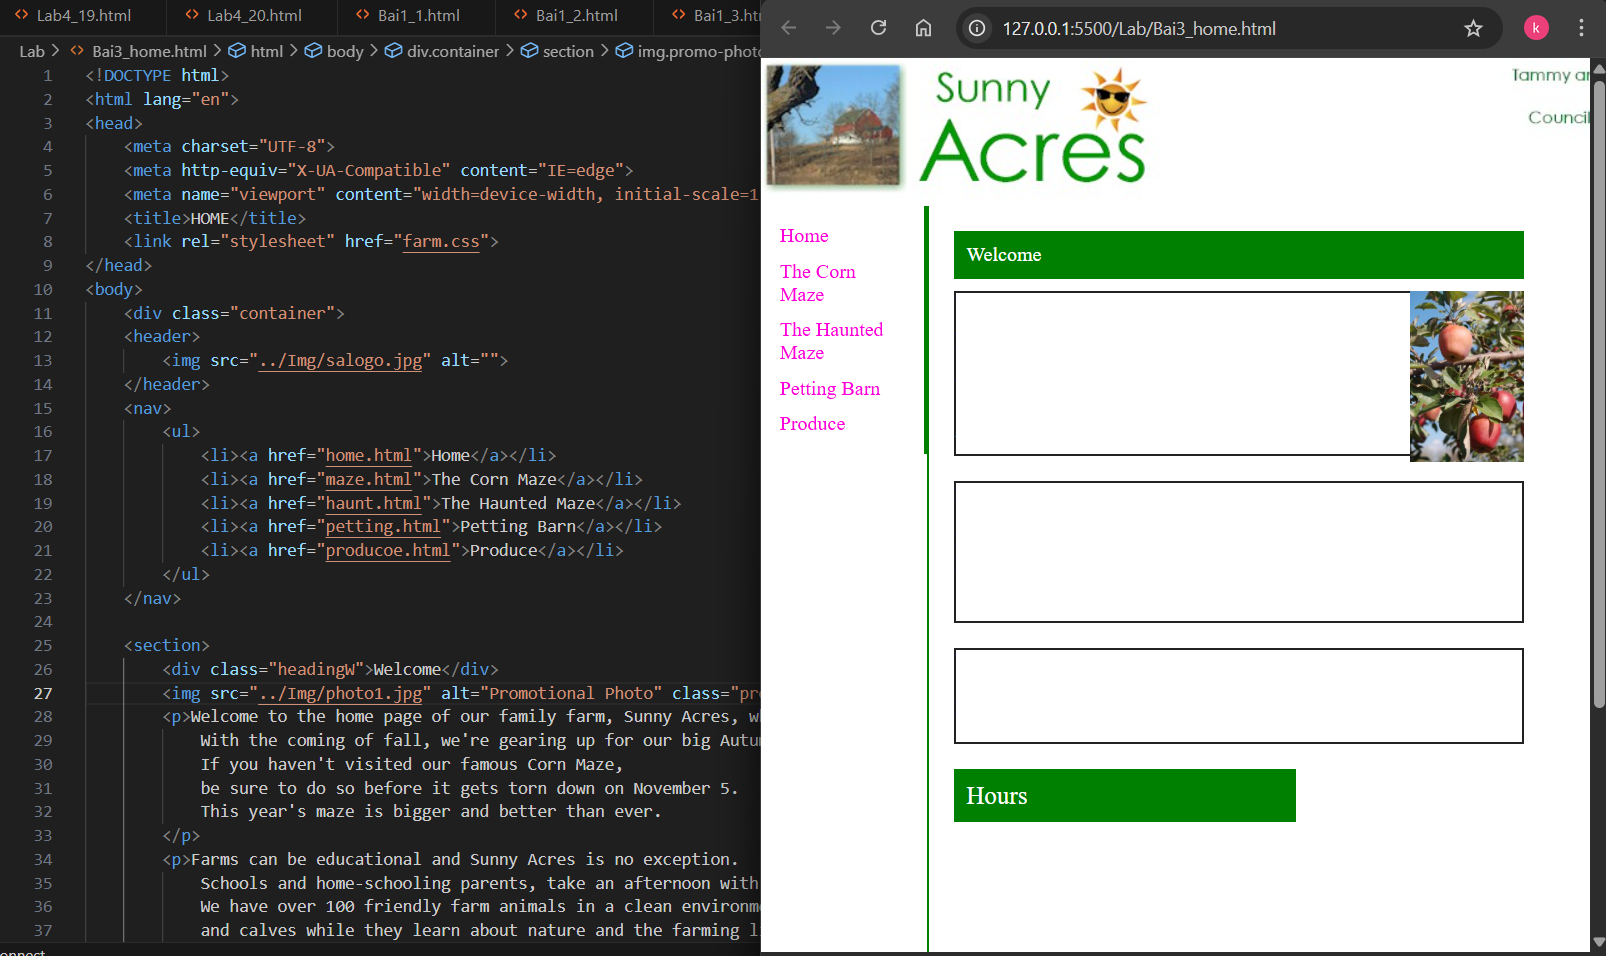 Lab4_19.html Lab4_20.html Bai1_1.html Bai1_2.html Bai1_3.ht
Lab > Bai3_home.html > html > body > div.container > section > img.promo-photo
1 <!DOCTYPE html>
2 <html lang="en">
3 <head>
4 <meta charset="UTF-8">
5 <meta http-equiv="X-UA-Compatible" content="IE=edge">
6 <meta name="viewport" content="width=device-width, initial-scale=1
7 <title>HOME</title>
8 <link rel="stylesheet" href="farm.css">
9 </head>
10 <body>
11 <div class="container">
12 <header>
13 <img src="../Img/salogo.jpg" alt="">
14 </header>
15 <nav>
16 <ul>
17 <li><a href="home.html">Home</a></li>
18 <li><a href="maze.html">The Corn Maze</a></li>
19 <li><a href="haunt.html">The Haunted Maze</a></li>
20 <li><a href="petting.html">Petting Barn</a></li>
21 <li><a href="producoe.html">Produce</a></li>
22 </ul>
23 </nav>
24
25 <section>
26 <div class="headingW">Welcome</div>
27 <img src="../Img/photo1.jpg" alt="Promotional Photo" class="pr
28 <p>Welcome to the home page of our family farm, Sunny Acres, w
29 With the coming of fall, we're gearing up for our big Autu
30 If you haven't visited our famous Corn Maze,
31 be sure to do so before it gets torn down on November 5.
32 This year's maze is bigger and better than ever.
33 </p>
34 <p>Farms can be educational and Sunny Acres is no exception.
35 Schools and home-schooling parents, take an afternoon with
36 We have over 100 friendly farm animals in a clean environm
37 and calves while they learn about nature and the farming l
onnect
127.0.0.1:5500/Lab/Bai3_home.html
k
Sunny
Acres
Tammy a
Council
Home
The Corn
Maze
The Haunted
Maze
Petting Barn
Produce
Welcome
Hours